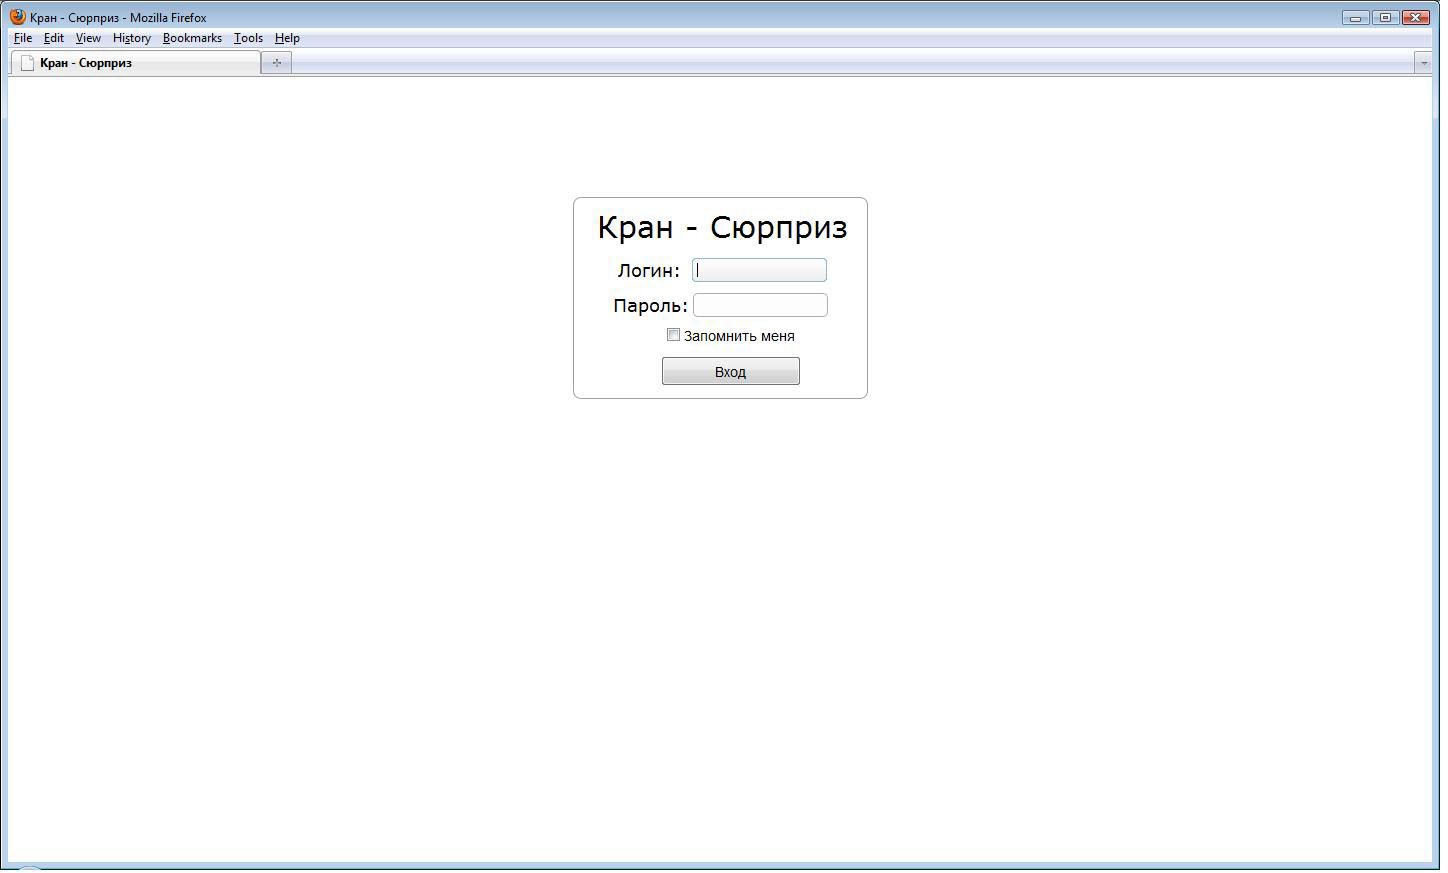 Кран - Сюрприз - Mozilla Firefox
File Edit View History Bookmarks Tools Help
Кран - Сюрприз
Кран - Сюрприз
Логин:
Пароль:
Запомнить меня
Вход